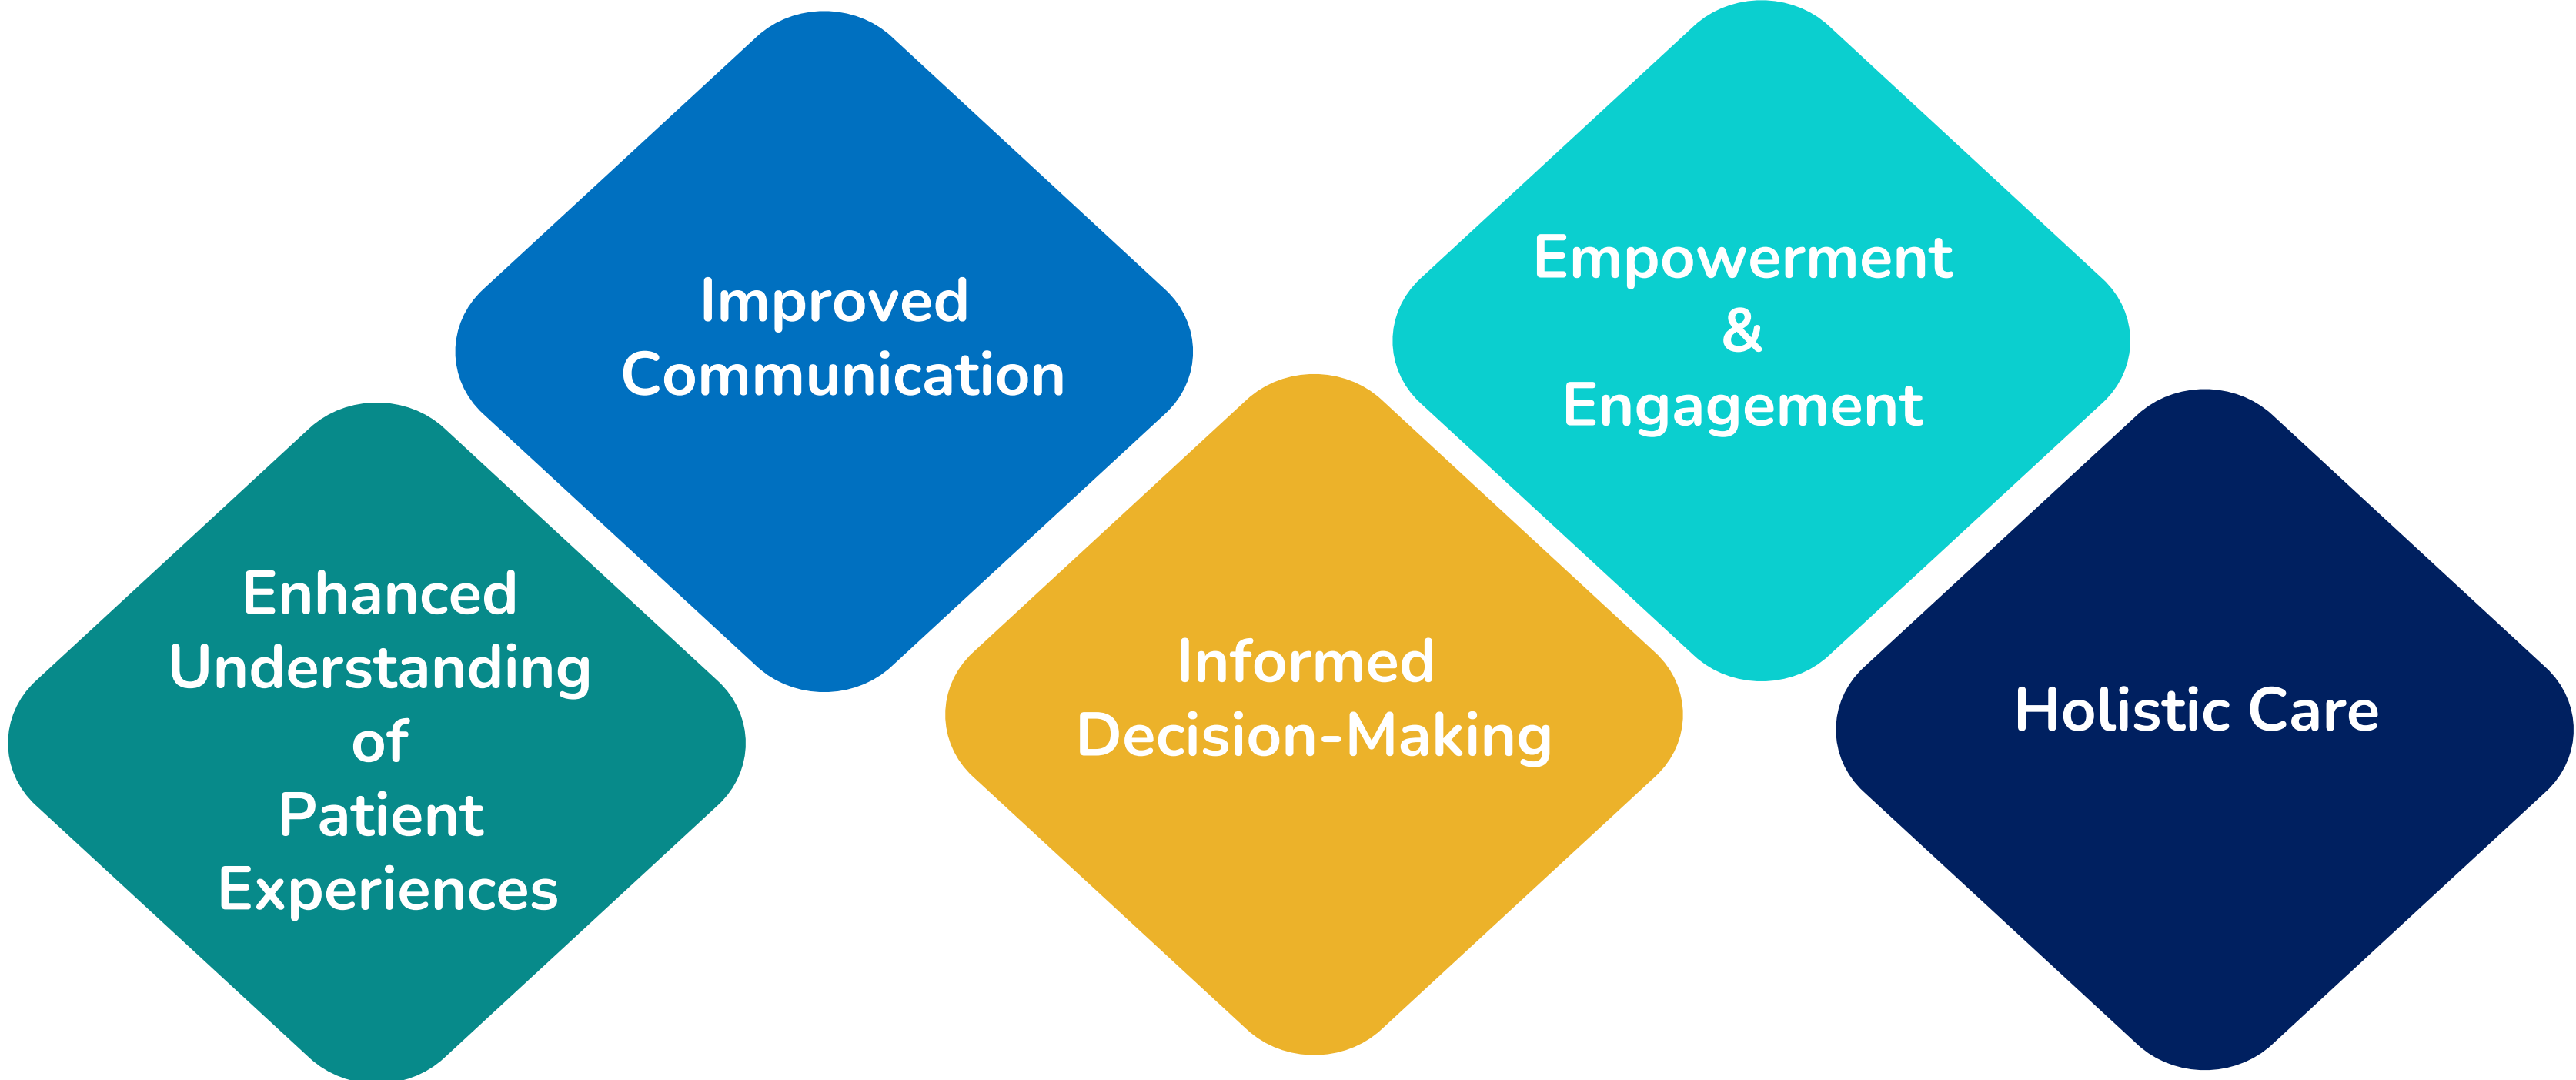 Enhanced
Understanding
of
Patient
Experiences
Improved
Communication
Informed
Decision-Making
Empowerment
&
Engagement
Holistic Care